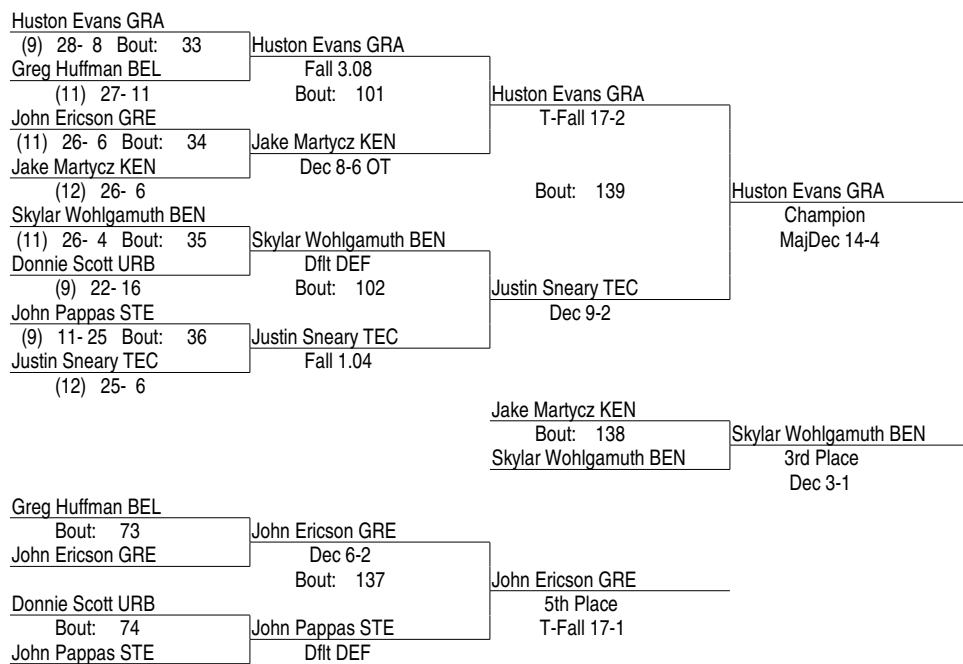 Huston Evans GRA
(9) 28- 8 Bout: 33
Huston Evans GRA
Greg Huffman BEL
Fall 3.08
(11) 27- 11
Bout: 101
Huston Evans GRA
John Ericson GRE
T-Fall 17-2
(11) 26- 6 Bout: 34
Jake Martycz KEN
Jake Martycz KEN
Dec 8-6 OT
(12) 26- 6
Bout: 139
Huston Evans GRA
Skylar Wohlgamuth BEN
Champion
(11) 26- 4 Bout: 35
Skylar Wohlgamuth BEN
MajDec 14-4
Donnie Scott URB
Dflt DEF
(9) 22- 16
Bout: 102
Justin Sneary TEC
John Pappas STE
Dec 9-2
(9) 11- 25 Bout: 36
Justin Sneary TEC
Justin Sneary TEC
Fall 1.04
(12) 25- 6
Jake Martycz KEN
Bout: 138
Skylar Wohlgamuth BEN
Skylar Wohlgamuth BEN
3rd Place
Dec 3-1
Greg Huffman BEL
Bout: 73
John Ericson GRE
John Ericson GRE
Dec 6-2
Bout: 137
John Ericson GRE
Donnie Scott URB
5th Place
Bout: 74
John Pappas STE
T-Fall 17-1
John Pappas STE
Dflt DEF